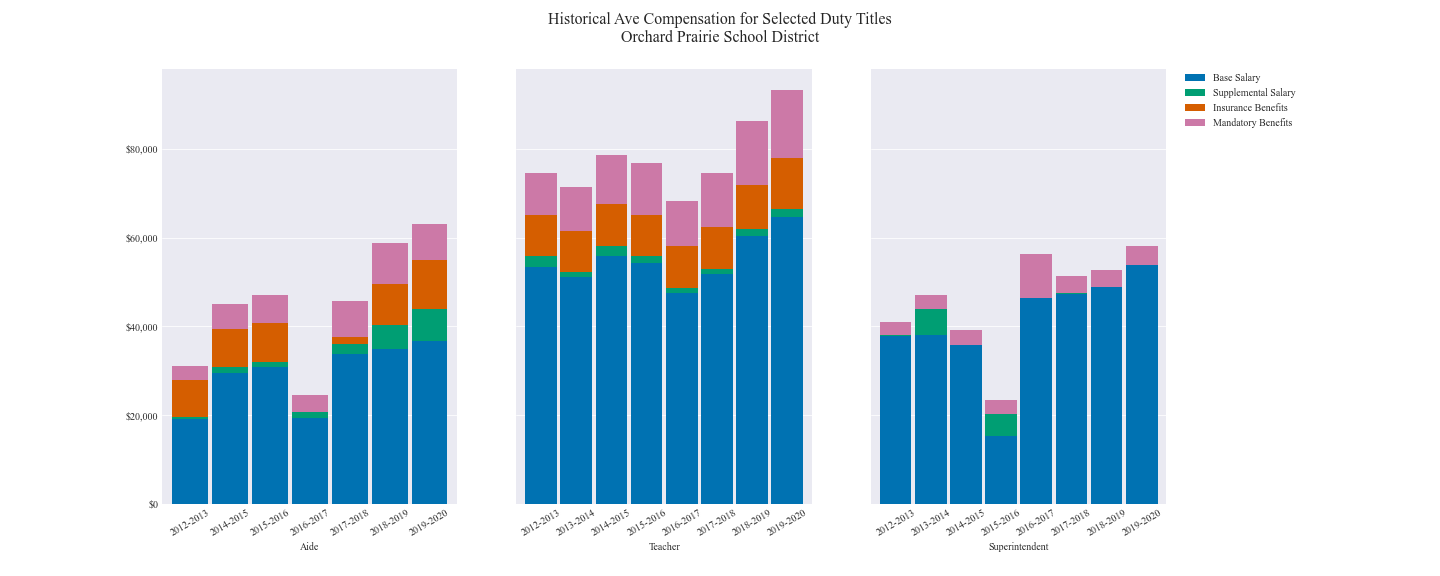 Historical Ave Compensation for Selected Duty Titles
Orchard Prairie School District
Base Salary
Supplemental Salary
Insurance Benefits
Mandatory Benefits
$80,000
$60,000
$40,000
$20,000
$0
2012-2013 2014-2015 2015-2016 2016-2017 2017-2018 2018-2019 2019-2020
Aide
2012-2013 2013-2014 2014-2015 2015-2016 2016-2017 2017-2018 2018-2019 2019-2020
Teacher
2012-2013 2013-2014 2014-2015 2015-2016 2016-2017 2017-2018 2018-2019 2019-2020
Superintendent